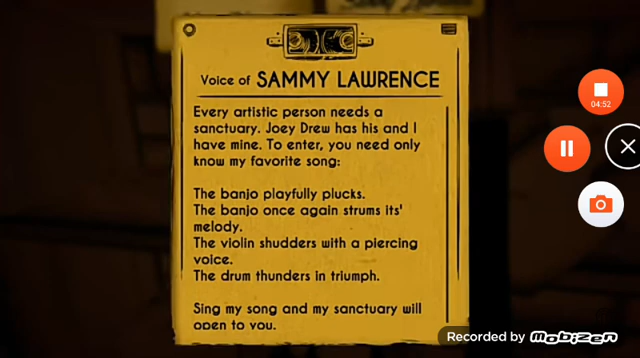 Voice of SAMMY LAWRENCE
Every artistic person needs a
sanctuary. Joey Drew has his and I
have mine. To enter, you need only
know my favorite song:
The banjo playfully plucks.
The banjo once again strums its'
melody.
The violin shudders with a piercing
voice.
The drum thunders in triumph.
Sing my song and my sanctuary will
open to you.
04:52
Recorded by mobizen